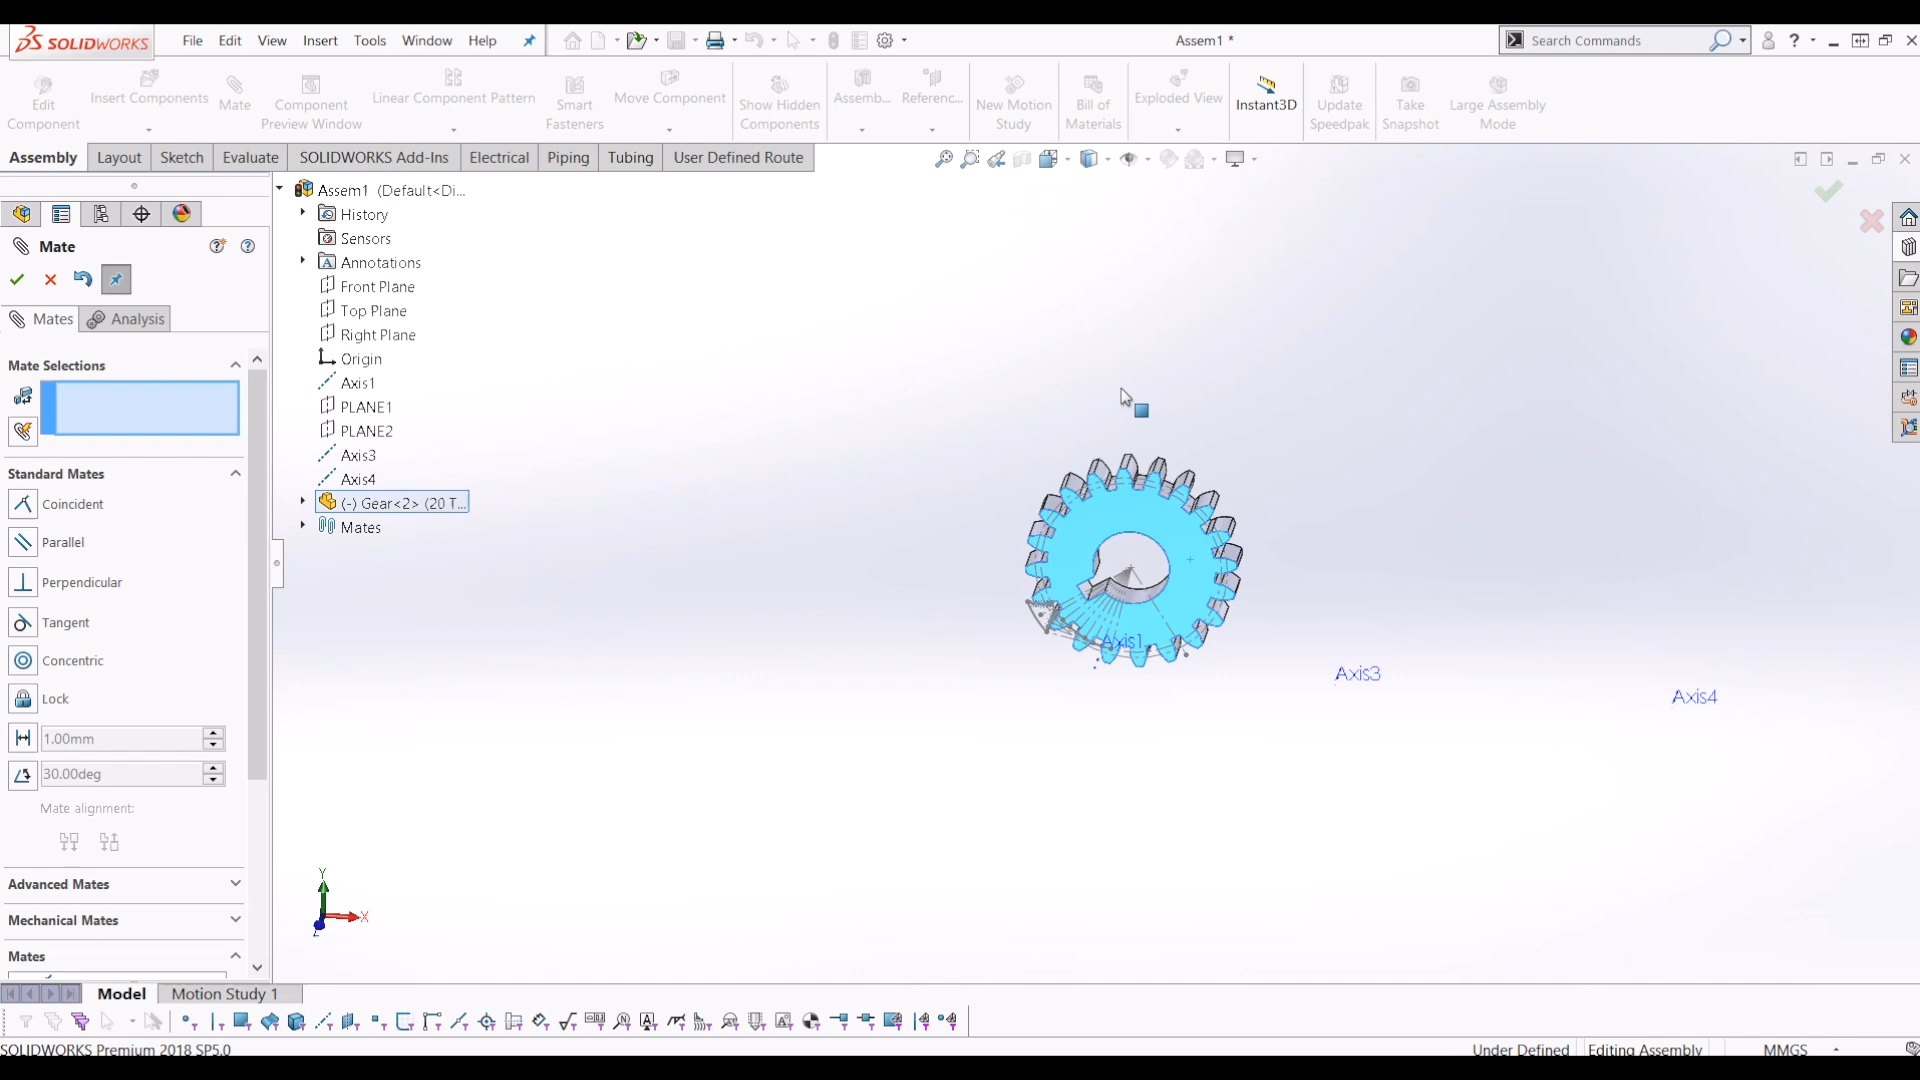 SOLIDWORKS
File Edit View Insert Tools Window Help
Assem1 *
Search Commands
Edit Component
Insert Components
Mate
Component Preview Window
Linear Component Pattern
Smart Fasteners
Move Component
Show Hidden Components
Assemb...
Referenc...
New Motion Study
Bill of Materials
Exploded View
Instant3D
Update Speedpak
Take Snapshot
Large Assembly Mode
Assembly Layout Sketch Evaluate SOLIDWORKS Add-Ins Electrical Piping Tubing User Defined Route
Mate
Mates Analysis
Mate Selections
Standard Mates
Coincident
Parallel
Perpendicular
Tangent
Concentric
Lock
1.00mm
30.00deg
Mate alignment:
Advanced Mates
Mechanical Mates
Mates
Assem1 (Default<Di...
History
Sensors
Annotations
Front Plane
Top Plane
Right Plane
Origin
Axis1
PLANE1
PLANE2
Axis3
Axis4
(-) Gear<2> (20 T...
Mates
Axis1
Axis3
Axis4
Y
X
Z
Model Motion Study 1
SOLIDWORKS Premium 2018 SP5.0
Under Defined Editing Assembly MMGS